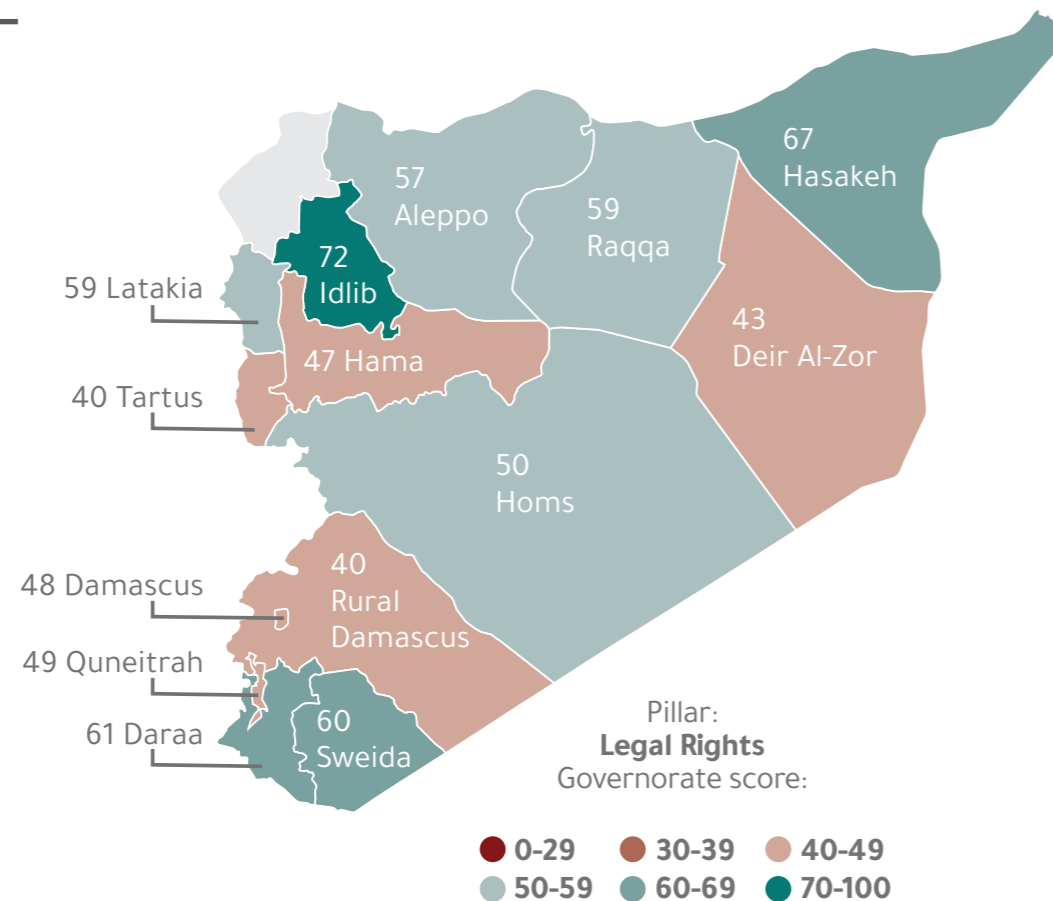 67
Hasakeh
57
Aleppo
59
Raqqa
72
Idlib
59 Latakia
43
Deir Al-Zor
47 Hama
40 Tartus
50
Homs
40
Rural
Damascus
48 Damascus
49 Quneitrah
61 Daraa
60
Sweida
Pillar:
Legal Rights
Governorate score:
0-29 30-39 40-49
50-59 60-69 70-100